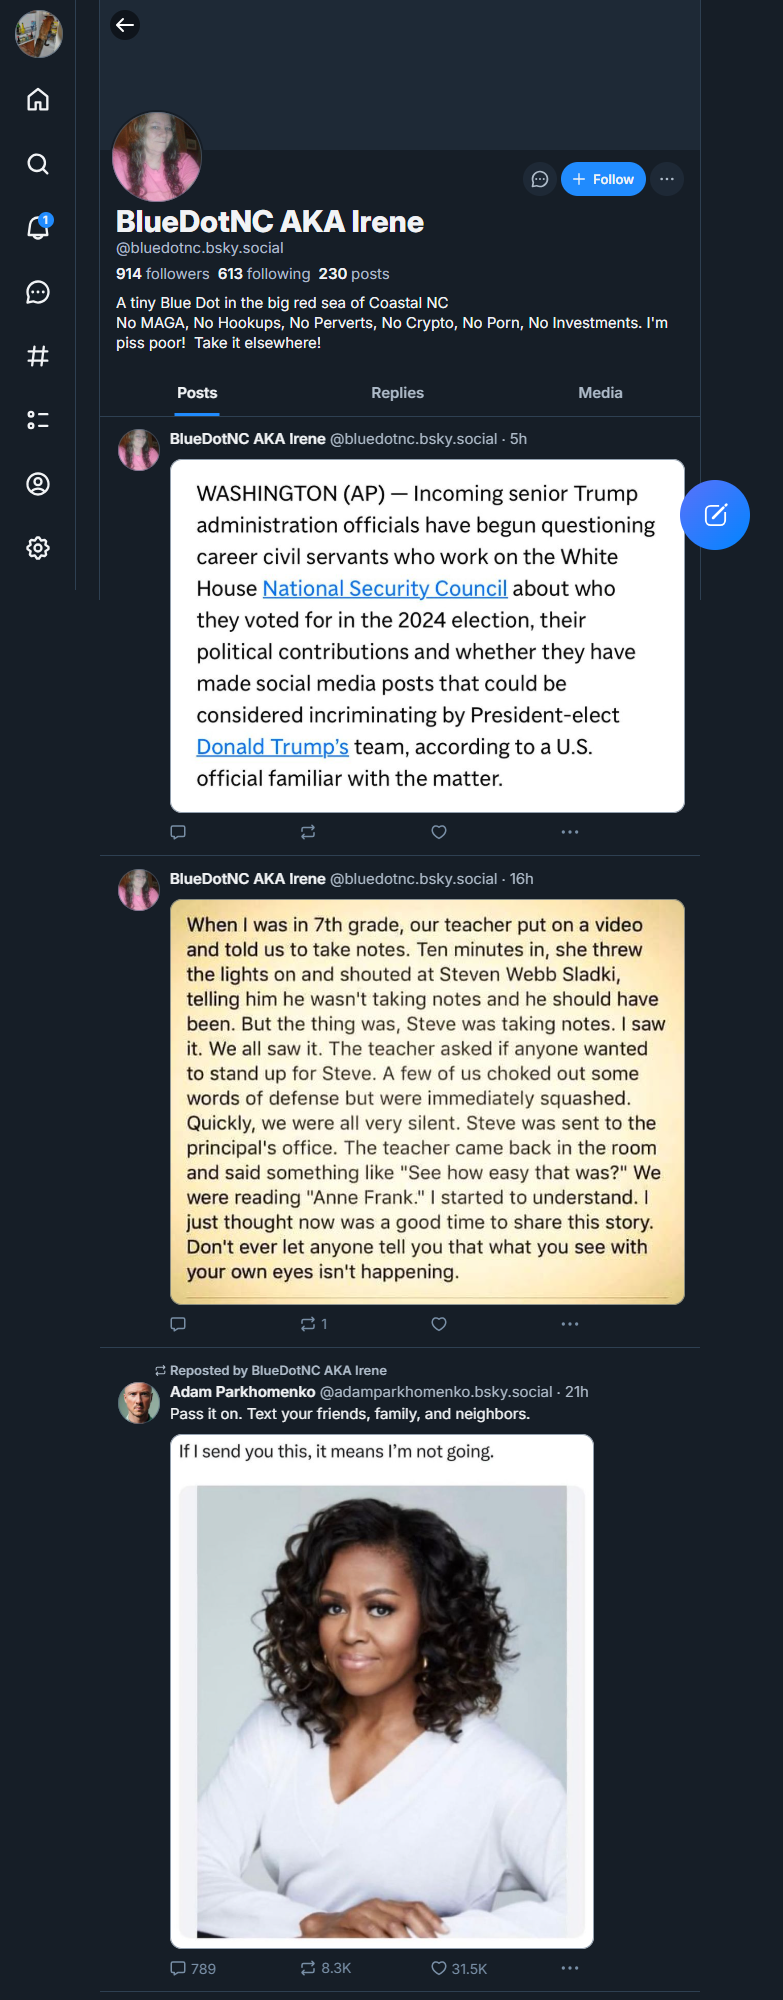 1
Follow
BlueDotNC AKA Irene
@bluedotnc.bsky.social
914 followers 613 following 230 posts
A tiny Blue Dot in the big red sea of Coastal NC
No MAGA, No Hookups, No Perverts, No Crypto, No Porn, No Investments. I'm
piss poor! Take it elsewhere!
Posts Replies Media
BlueDotNC AKA Irene @bluedotnc.bsky.social · 5h
WASHINGTON (AP) — Incoming senior Trump
administration officials have begun questioning
career civil servants who work on the White
House National Security Council about who
they voted for in the 2024 election, their
political contributions and whether they have
made social media posts that could be
considered incriminating by President-elect
Donald Trump’s team, according to a U.S.
official familiar with the matter.
BlueDotNC AKA Irene @bluedotnc.bsky.social · 16h
When I was in 7th grade, our teacher put on a video
and told us to take notes. Ten minutes in, she threw
the lights on and shouted at Steven Webb Sladki,
telling him he wasn't taking notes and he should have
been. But the thing was, Steve was taking notes. I saw
it. We all saw it. The teacher asked if anyone wanted
to stand up for Steve. A few of us choked out some
words of defense but were immediately squashed.
Quickly, we were all very silent. Steve was sent to the
principal's office. The teacher came back in the room
and said something like "See how easy that was?" We
were reading "Anne Frank." I started to understand. I
just thought now was a good time to share this story.
Don't ever let anyone tell you that what you see with
your own eyes isn't happening.
1
Reposted by BlueDotNC AKA Irene
Adam Parkhomenko @adamparkhomenko.bsky.social · 21h
Pass it on. Text your friends, family, and neighbors.
If I send you this, it means I’m not going.
789 8.3K 31.5K